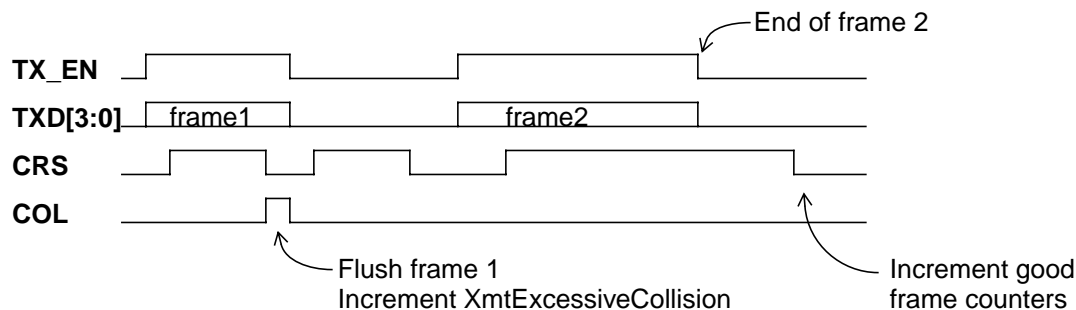 End of frame 2
TX_EN
TXD[3:0] frame1 frame2
CRS
COL
Flush frame 1
Increment XmtExcessiveCollision
Increment good
frame counters